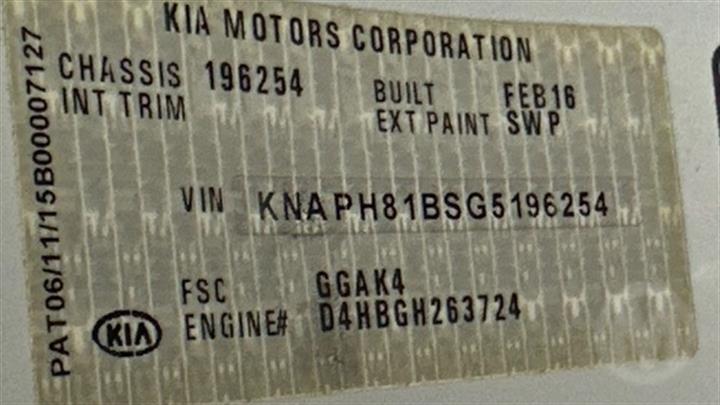 KIA MOTORS CORPORATION
CHASSIS 196254
BUILT FEB16
INT TRIM
EXT PAINT SWP
VIN KNAPH81BSG5196254
FSC GGAK4
ENGINE# D4HBGH263724
KIA
PAT06/11/15B00007127